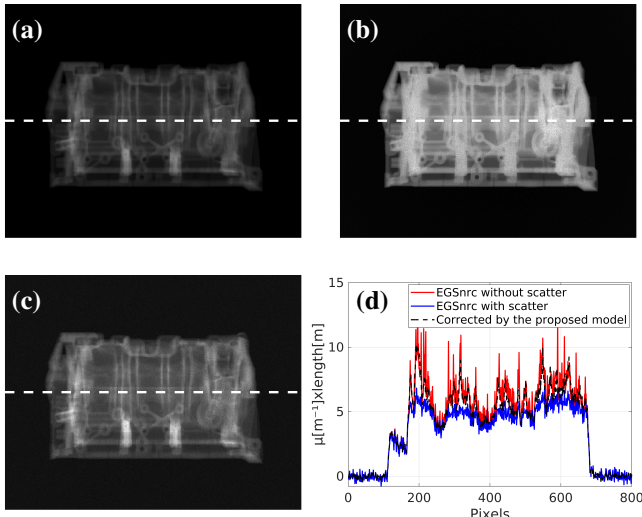 (a)
(b)
(c)
(d)
15
10
5
0
EGSnrc without scatter
EGSnrc with scatter
Corrected by the proposed model
μ[m⁻¹]xlength[m]
0 200 400 600 800
Pixels